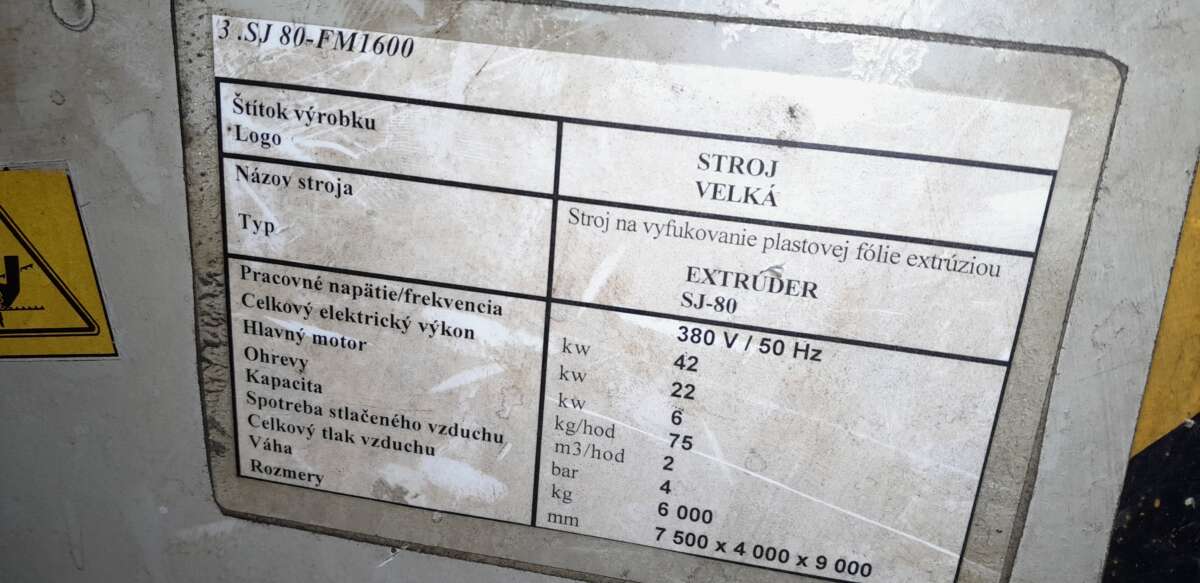 3 .SJ 80-FM1600
Štítok výrobku
Logo
STROJ
VELKÁ
Názov stroja
Stroj na vyfukovanie plastovej fólie extrúziou
Typ
EXTRÚDER
SJ-80
Pracovné napätie/frekvencia 380 V / 50 Hz
Celkový elektrický výkon kw 42
Hlavný motor kw 22
Ohrevy kw 6
Kapacita kg/hod 75
Spotreba stlačeného vzduchu m3/hod 2
Celkový tlak vzduchu bar 4
Váha kg 6 000
Rozmery mm 7 500 x 4 000 x 9 000